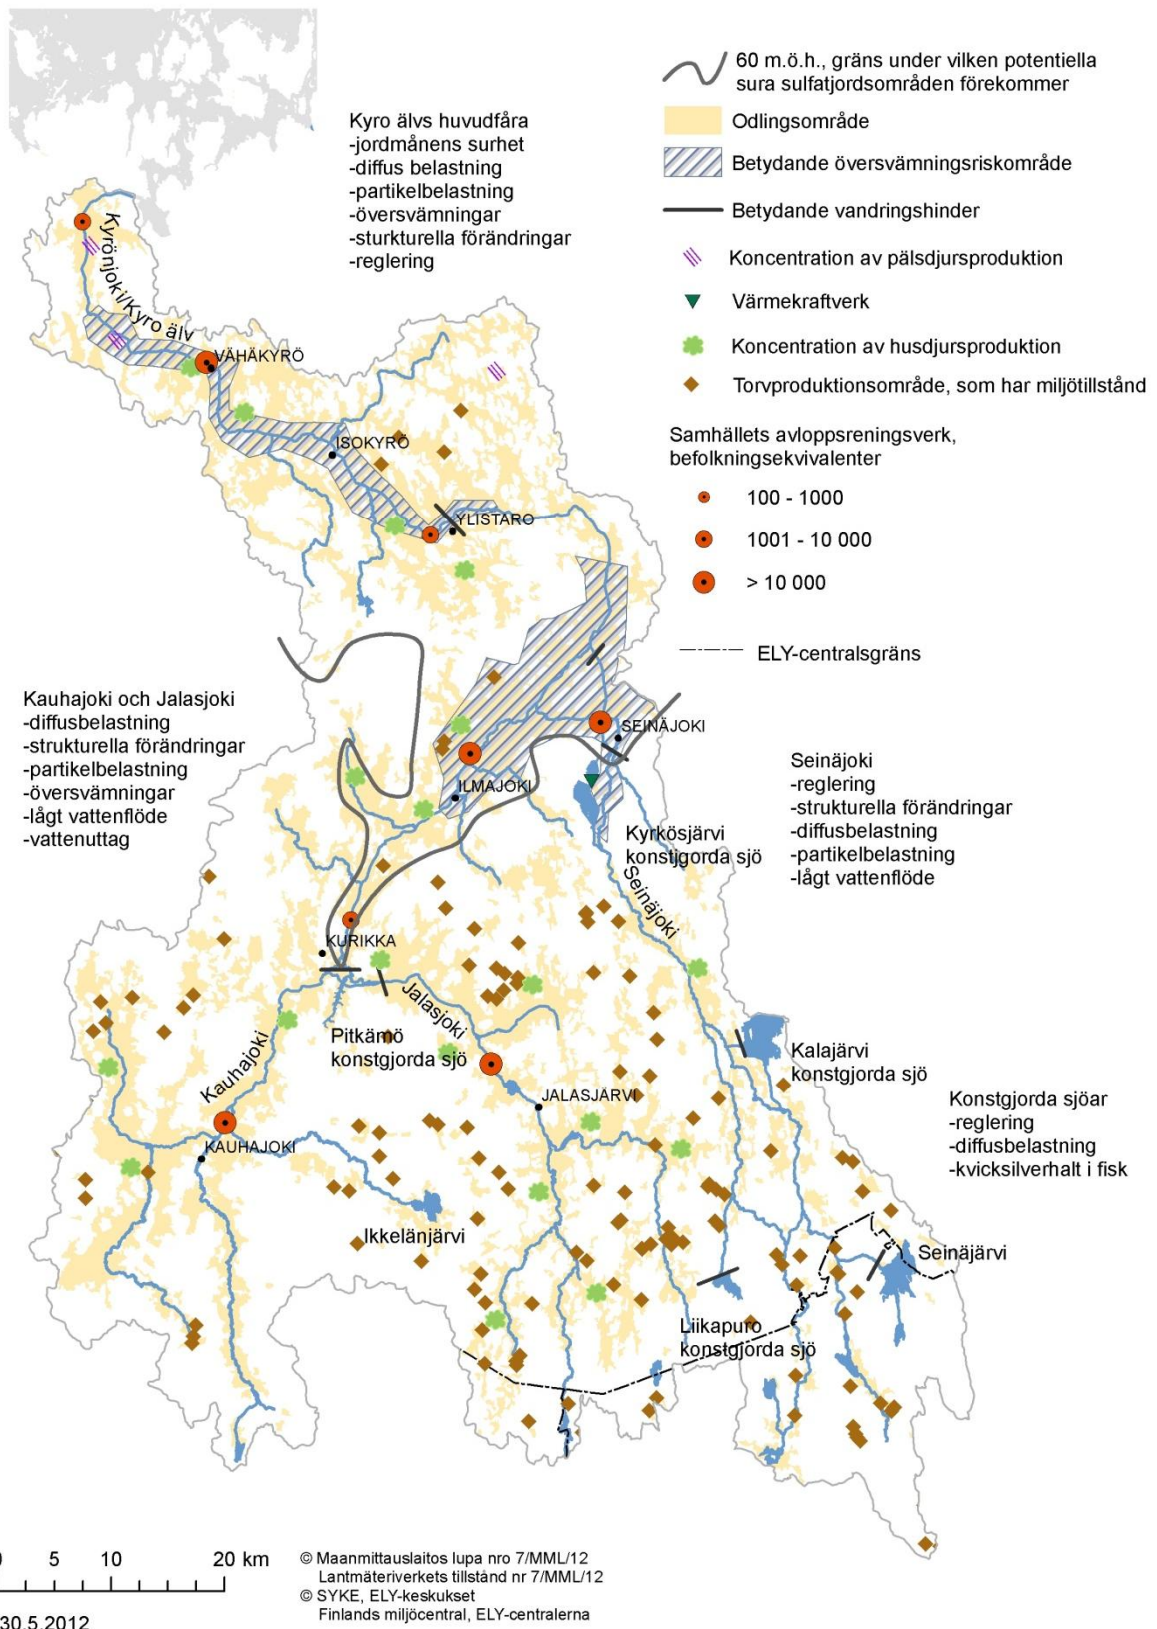 60 m.ö.h., gräns under vilken potentiella
sura sulfatjordsområden förekommer
Odlingsområde
Betydande översvämningsriskområde
Betydande vandringshinder
Koncentration av pälsdjursproduktion
Värmekraftverk
Koncentration av husdjursproduktion
Torvproduktionsområde, som har miljötillstånd
Samhällets avloppsreningsverk,
befolkningsekvivalenter
100 - 1000
1001 - 10 000
> 10 000
ELY-centralsgräns
Kyro älvs huvudfåra
-jordmånens surhet
-diffus belastning
-partikelbelastning
-översvämningar
-sturkturella förändringar
-reglering
Kyrönjoki/Kyro älv
VÄHÄKYRÖ
ISOKYRÖ
YLISTARO
Kauhajoki och Jalasjoki
-diffusbelastning
-strukturella förändringar
-partikelbelastning
-översvämningar
-lågt vattenflöde
-vattenuttag
SEINÄJOKI
ILMAJOKI
Seinäjoki
-reglering
-strukturella förändringar
-diffusbelastning
-partikelbelastning
-lågt vattenflöde
Kyrkösjärvi
konstjgorda sjö
Seinäjoki
KURIKKA
Jalasjoki
Pitkämö
konstgjorda sjö
Kauhajoki
Kalajärvi
konstgjorda sjö
JALASJÄRVI
KAUHAJOKI
Konstgjorda sjöar
-reglering
-diffusbelastning
-kvicksilverhalt i fisk
Ikkelänjärvi
Seinäjärvi
Liikapuro
konstgjorda sjö
0 5 10 20 km
30.5.2012
© Maanmittauslaitos lupa nro 7/MML/12
Lantmäteriverkets tillstånd nr 7/MML/12
© SYKE, ELY-keskukset
Finlands miljöcentral, ELY-centralerna